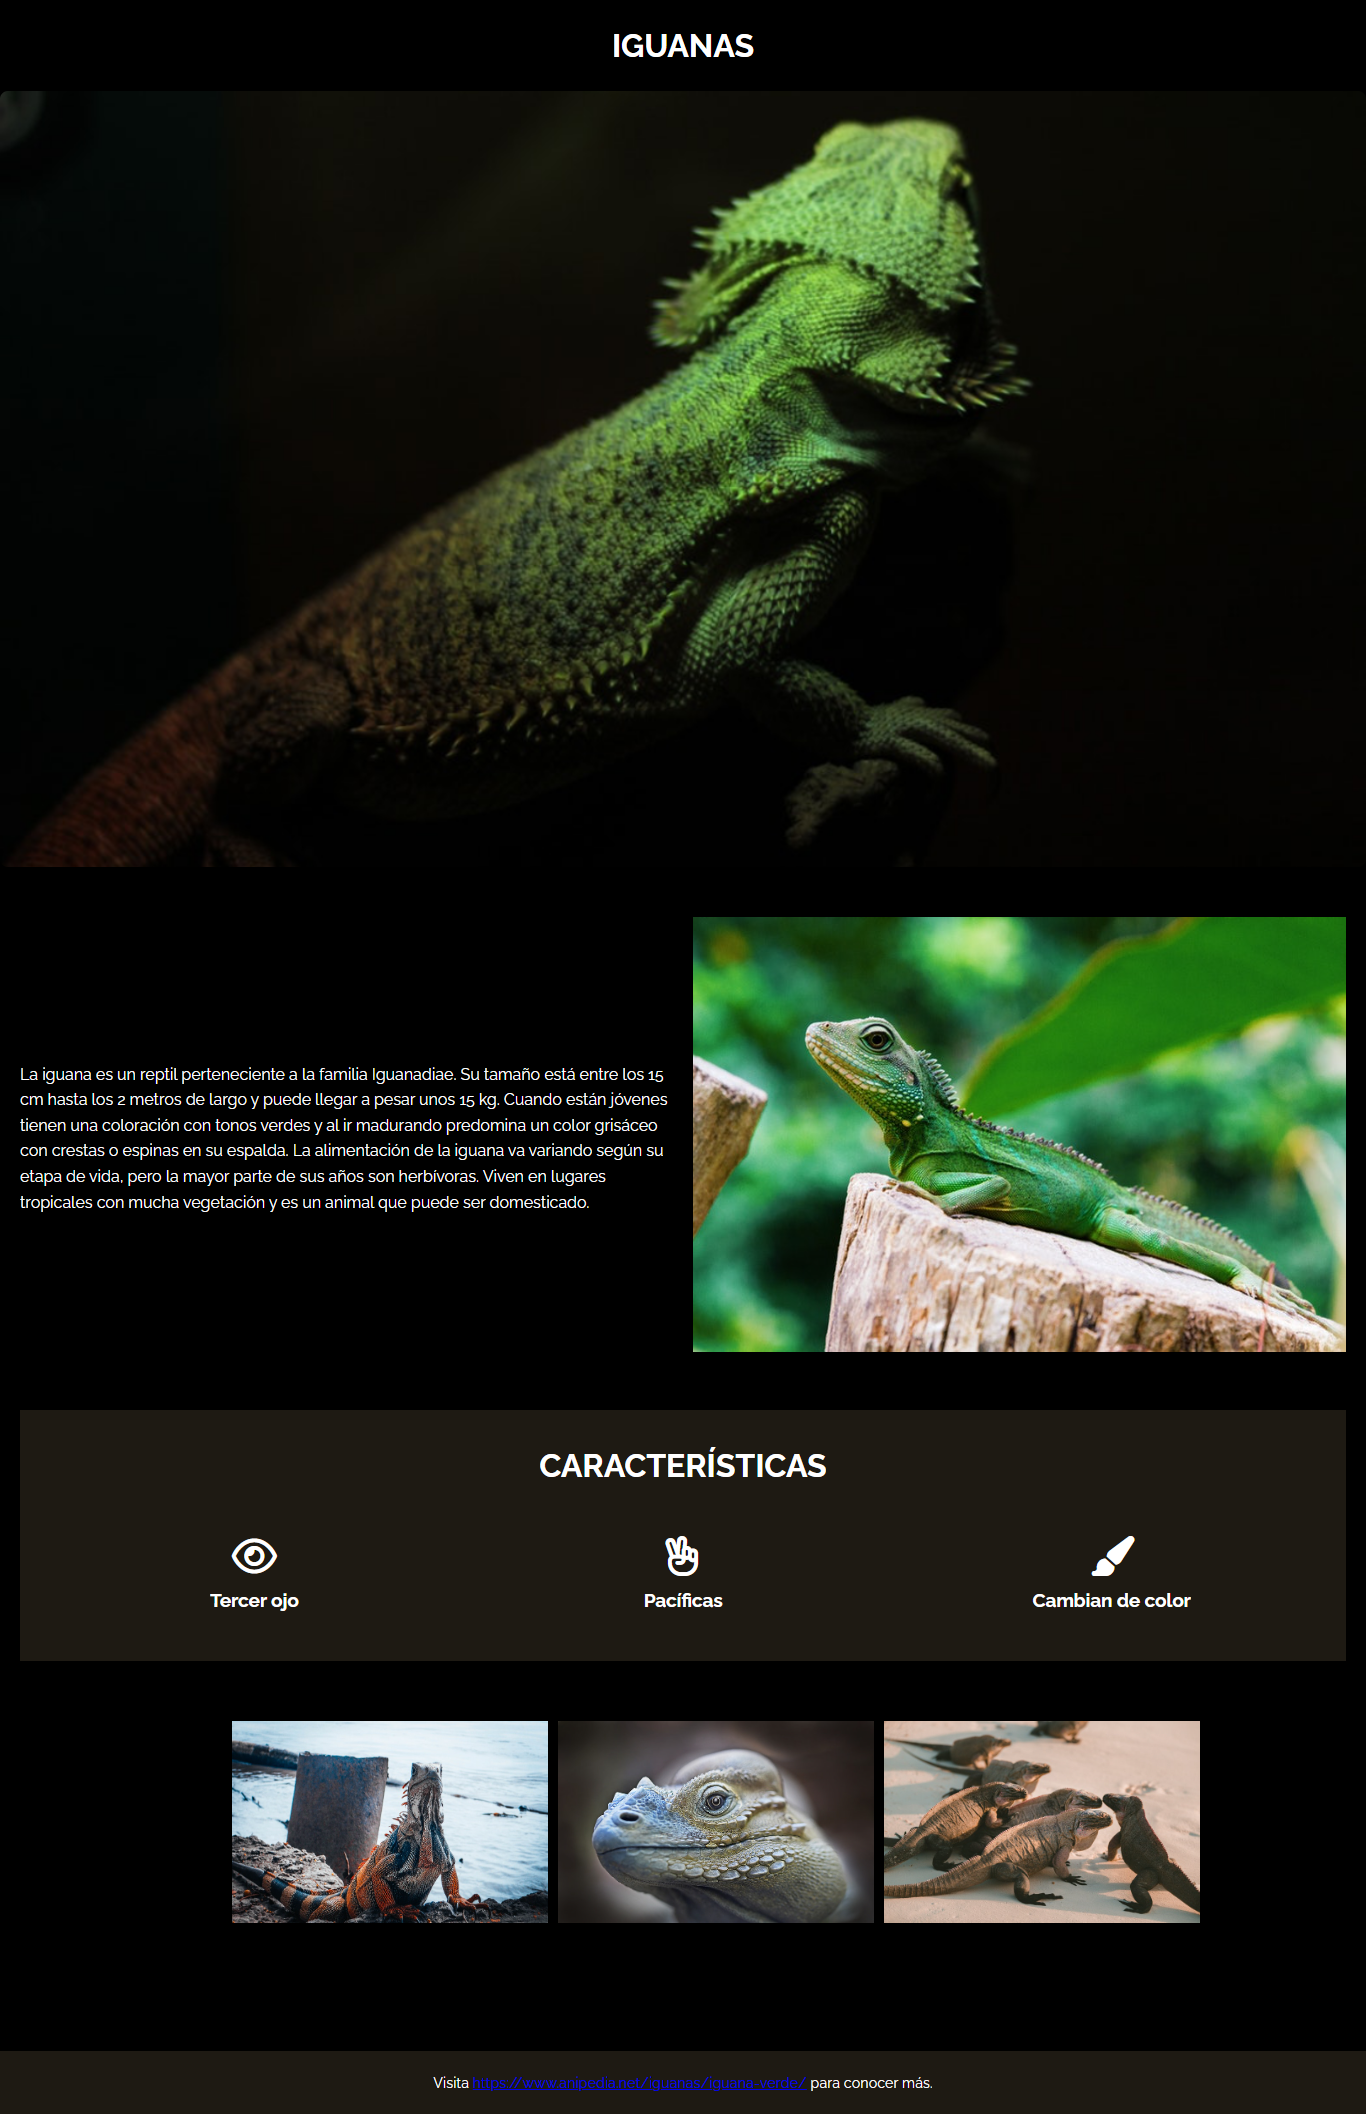 IGUANAS
La iguana es un reptil perteneciente a la familia Iguanadiae. Su tamaño está entre los 15
cm hasta los 2 metros de largo y puede llegar a pesar unos 15 kg. Cuando están jóvenes
tienen una coloración con tonos verdes y al ir madurando predomina un color grisáceo
con crestas o espinas en su espalda. La alimentación de la iguana va variando según su
etapa de vida, pero la mayor parte de sus años son herbívoras. Viven en lugares
tropicales con mucha vegetación y es un animal que puede ser domesticado.
CARACTERÍSTICAS
Tercer ojo
Pacíficas
Cambian de color
Visita https://www.anipedia.net/iguanas/iguana-verde/ para conocer más.